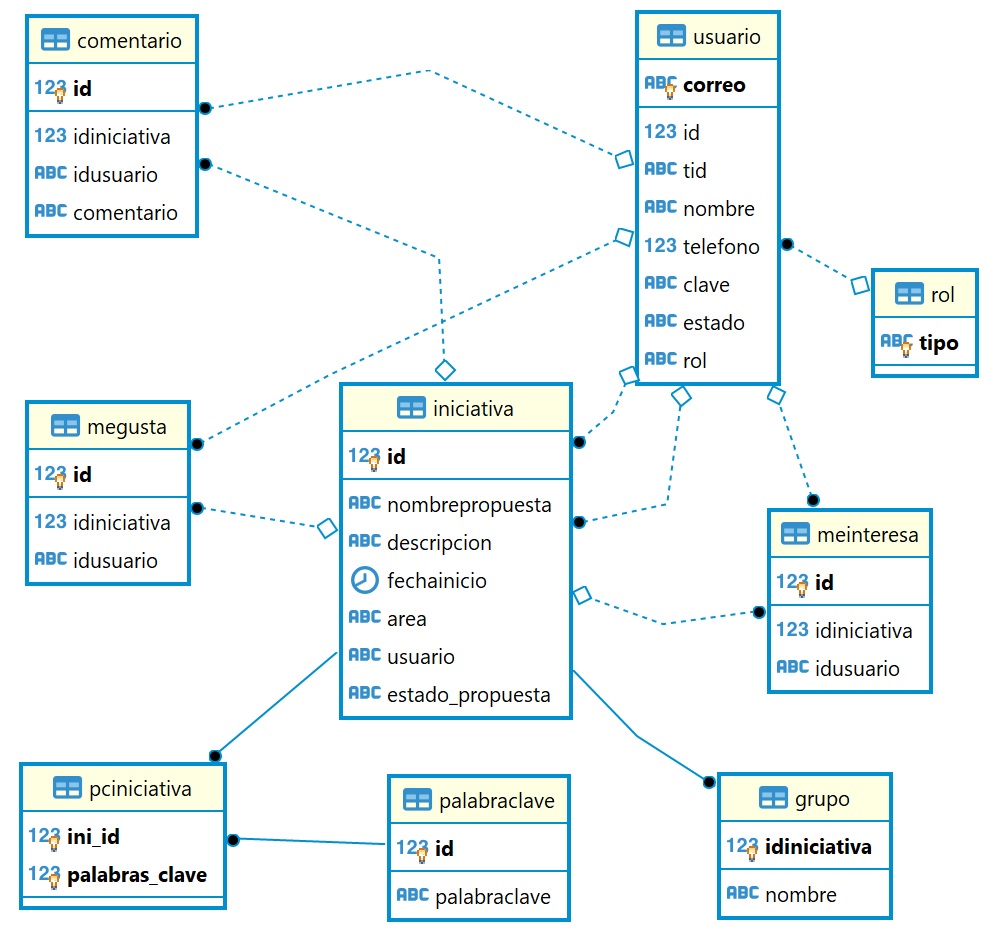 comentario
123 id
123 idiniciativa
ABC idusuario
ABC comentario
usuario
ABC correo
123 id
ABC tid
ABC nombre
123 telefono
ABC clave
ABC estado
ABC rol
rol
ABC tipo
megusta
123 id
123 idiniciativa
ABC idusuario
iniciativa
123 id
ABC nombrepropuesta
ABC descripcion
fechainicio
ABC area
ABC usuario
ABC estado_propuesta
meinteresa
123 id
123 idiniciativa
ABC idusuario
pciniciativa
123 ini_id
123 palabras_clave
palabraclave
123 id
ABC palabraclave
grupo
123 idiniciativa
ABC nombre